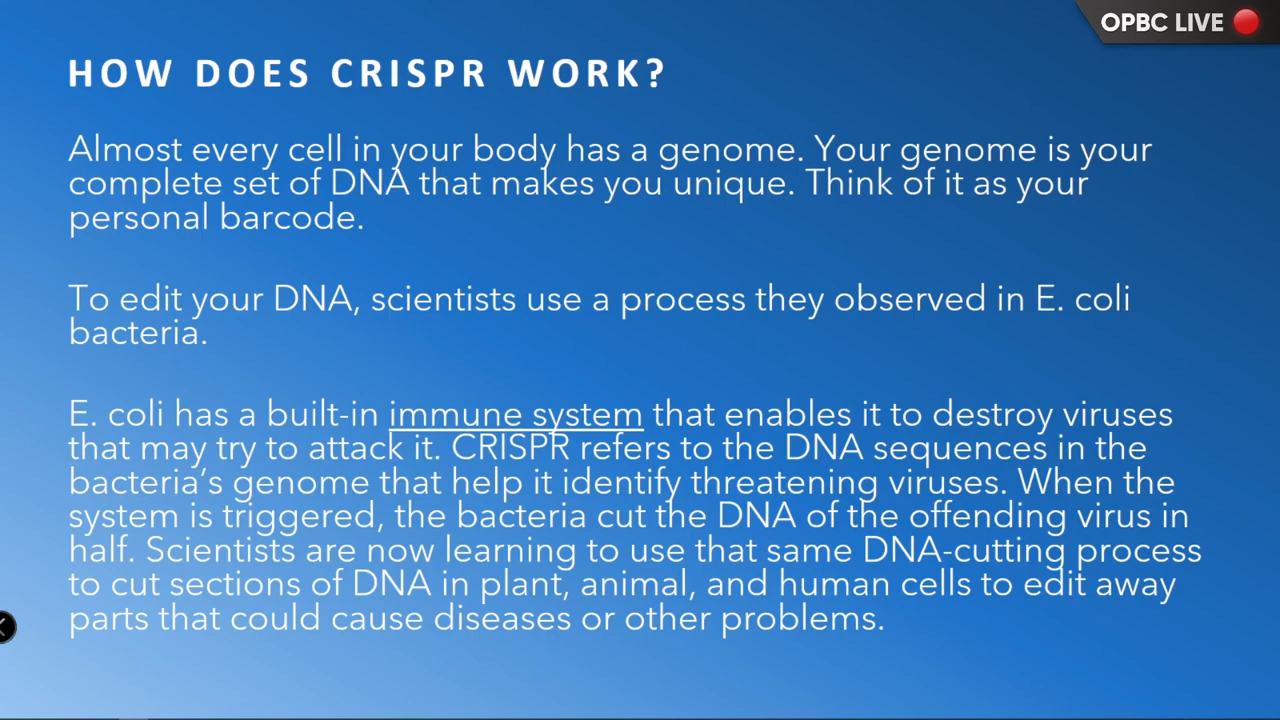 OPBC LIVE
HOW DOES CRISPR WORK?
Almost every cell in your body has a genome. Your genome is your
complete set of DNA that makes you unique. Think of it as your
personal barcode.
To edit your DNA, scientists use a process they observed in E. coli
bacteria.
E. coli has a built-in immune system that enables it to destroy viruses
that may try to attack it. CRISPR refers to the DNA sequences in the
bacteria’s genome that help it identify threatening viruses. When the
system is triggered, the bacteria cut the DNA of the offending virus in
half. Scientists are now learning to use that same DNA-cutting process
to cut sections of DNA in plant, animal, and human cells to edit away
parts that could cause diseases or other problems.